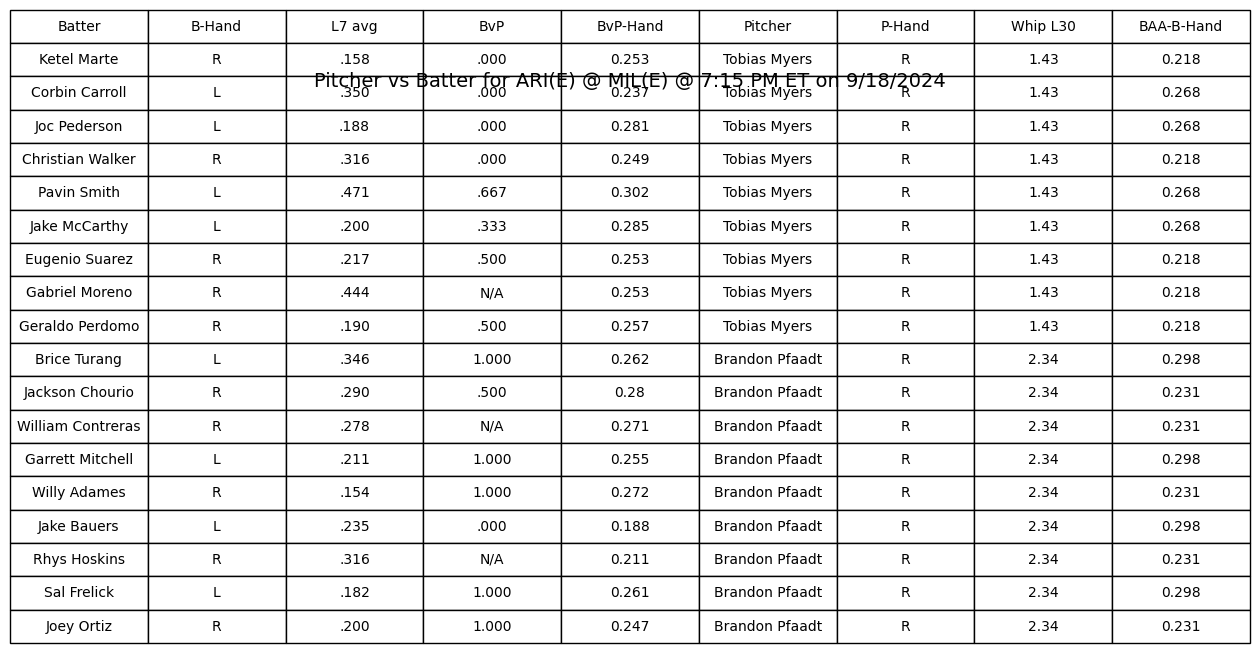 Batter B-Hand L7 avg BvP BvP-Hand Pitcher P-Hand Whip L30 BAA-B-Hand
Ketel Marte R .158 .000 0.253 Tobias Myers R 1.43 0.218
Pitcher vs Batter for ARI(E) @ MIL(E) @ 7:15 PM ET on 9/18/2024
Corbin Carroll L .350 .000 0.237 Tobias Myers R 1.43 0.268
Joc Pederson L .188 .000 0.281 Tobias Myers R 1.43 0.268
Christian Walker R .316 .000 0.249 Tobias Myers R 1.43 0.218
Pavin Smith L .471 .667 0.302 Tobias Myers R 1.43 0.268
Jake McCarthy L .200 .333 0.285 Tobias Myers R 1.43 0.268
Eugenio Suarez R .217 .500 0.253 Tobias Myers R 1.43 0.218
Gabriel Moreno R .444 N/A 0.253 Tobias Myers R 1.43 0.218
Geraldo Perdomo R .190 .500 0.257 Tobias Myers R 1.43 0.218
Brice Turang L .346 1.000 0.262 Brandon Pfaadt R 2.34 0.298
Jackson Chourio R .290 .500 0.28 Brandon Pfaadt R 2.34 0.231
William Contreras R .278 N/A 0.271 Brandon Pfaadt R 2.34 0.231
Garrett Mitchell L .211 1.000 0.255 Brandon Pfaadt R 2.34 0.298
Willy Adames R .154 1.000 0.272 Brandon Pfaadt R 2.34 0.231
Jake Bauers L .235 .000 0.188 Brandon Pfaadt R 2.34 0.298
Rhys Hoskins R .316 N/A 0.211 Brandon Pfaadt R 2.34 0.231
Sal Frelick L .182 1.000 0.261 Brandon Pfaadt R 2.34 0.298
Joey Ortiz R .200 1.000 0.247 Brandon Pfaadt R 2.34 0.231